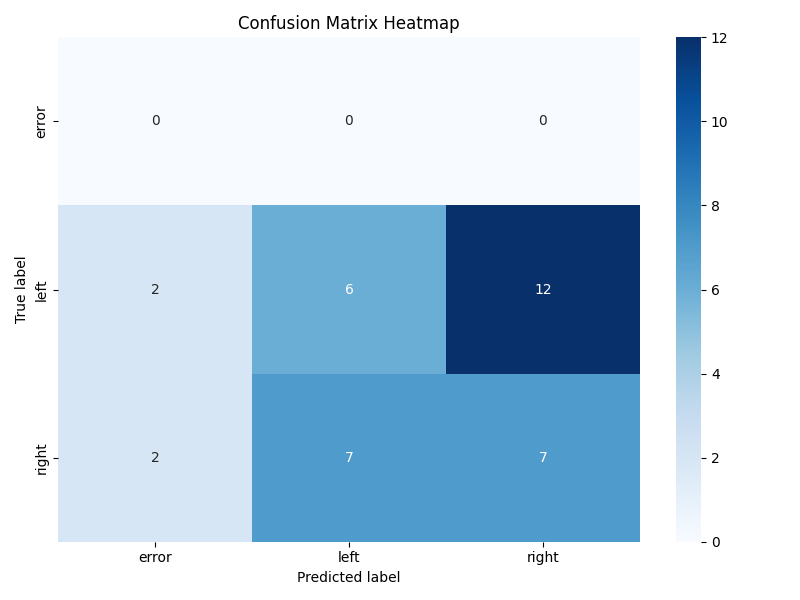 Confusion Matrix Heatmap
True label
error
0 0 0
left
2 6 12
right
2 7 7
error left right
Predicted label
12
10
8
6
4
2
0